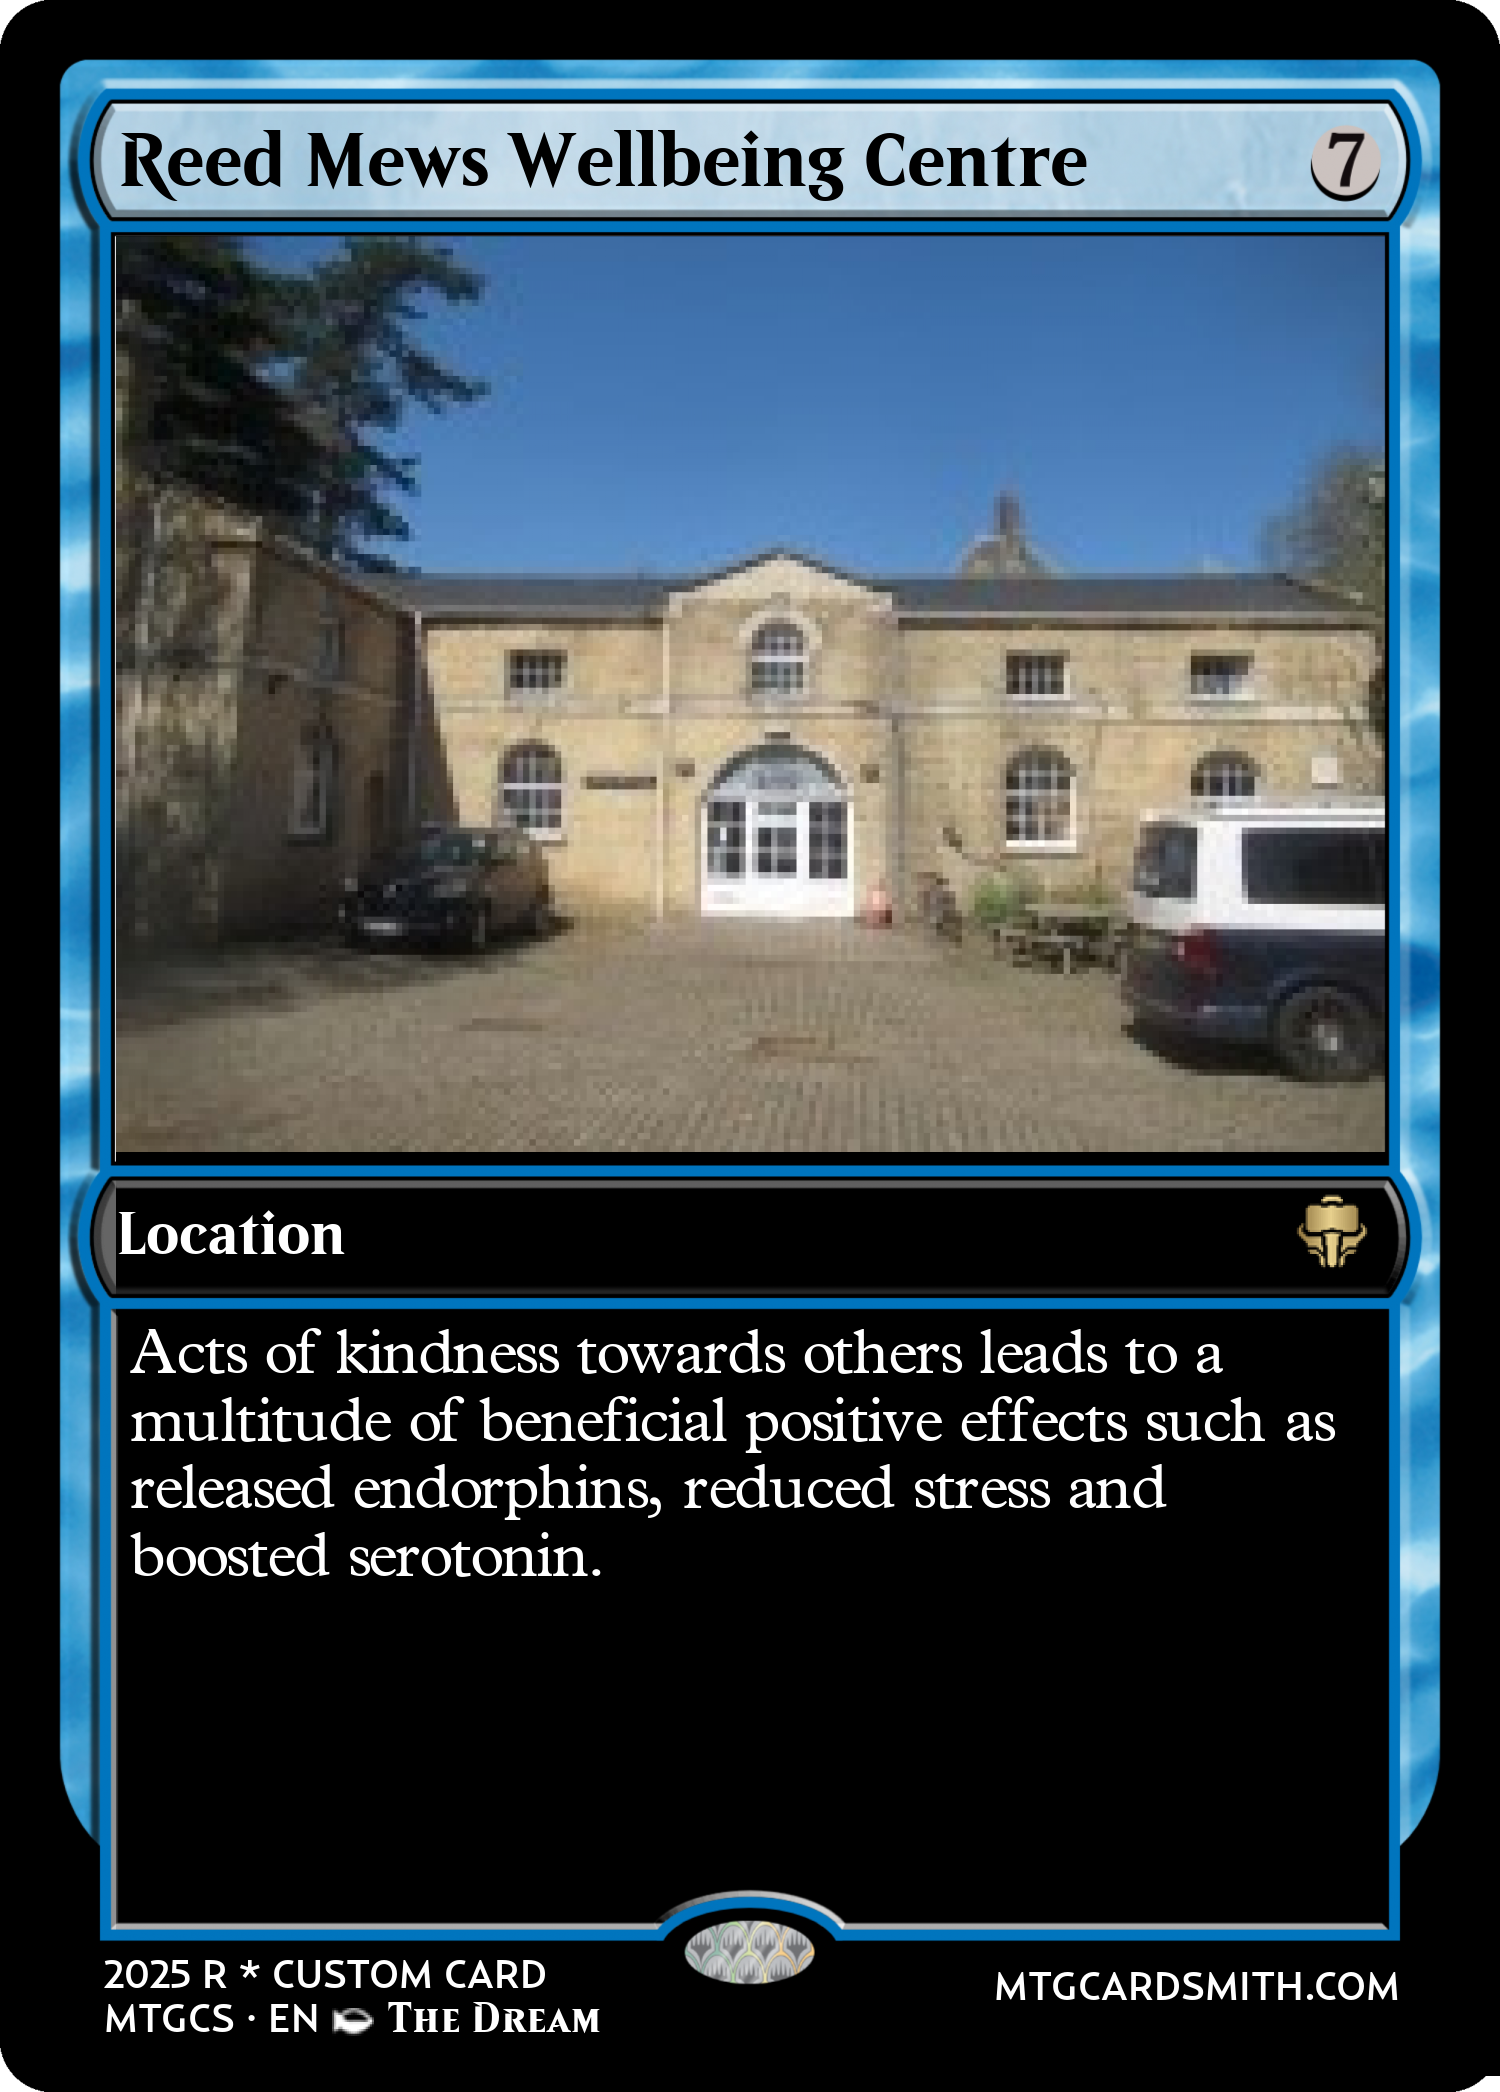 Reed Mews Wellbeing Centre 7
Location
Acts of kindness towards others leads to a
multitude of beneficial positive effects such as
released endorphins, reduced stress and
boosted serotonin.
2025 R * CUSTOM CARD
MTGCS · EN THE DREAM
MTGCARDSMITH.COM